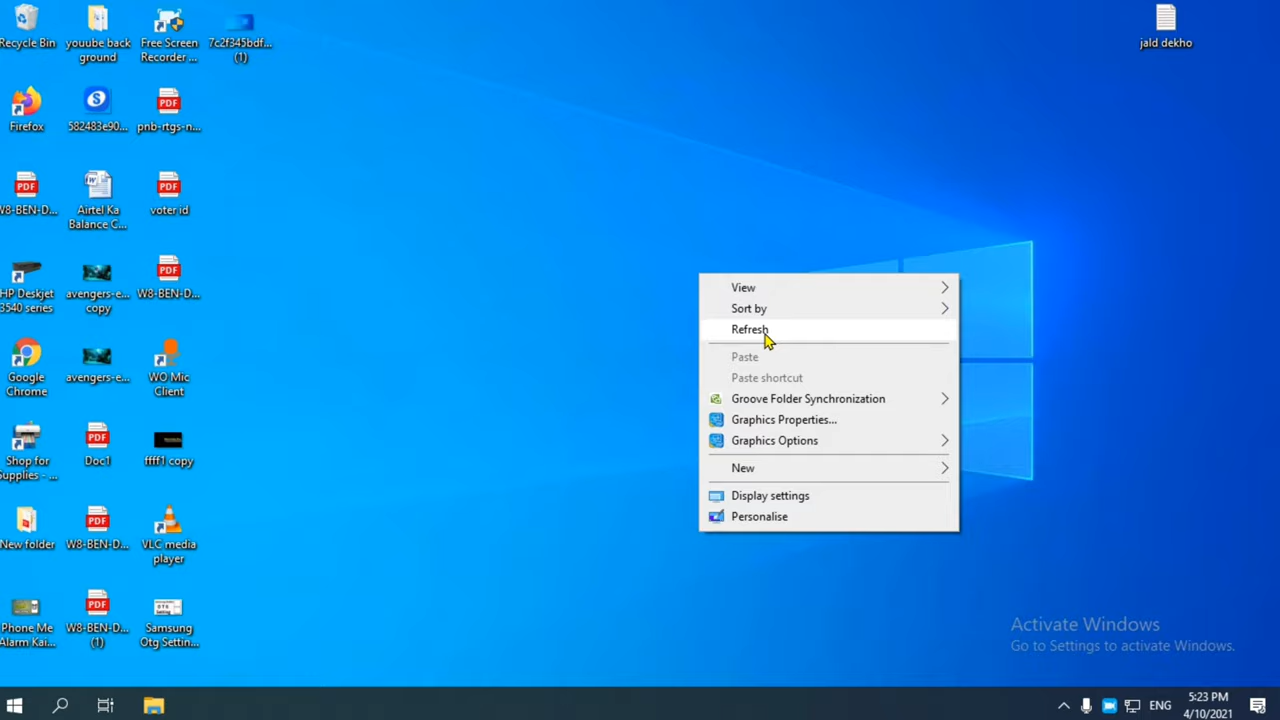 Recycle Bin
youube back
ground
Free Screen
Recorder ...
7c2f345bdf...
(1)
jald dekho
Firefox
582483e90...
pnb-rtgs-n...
W8-BEN-D...
Airtel Ka
Balance C...
voter id
HP Deskjet
3540 series
avengers-e...
copy
W8-BEN-D...
Google
Chrome
avengers-e...
WO Mic
Client
Shop for
Supplies - ...
Doc1
ffff1 copy
New folder
W8-BEN-D...
VLC media
player
Phone Me
Alarm Kai...
W8-BEN-D...
(1)
Samsung
Otg Settin...
View
Sort by
Refresh
Paste
Paste shortcut
Groove Folder Synchronization
Graphics Properties...
Graphics Options
New
Display settings
Personalise
Activate Windows
Go to Settings to activate Windows.
ENG
5:23 PM
4/10/2021